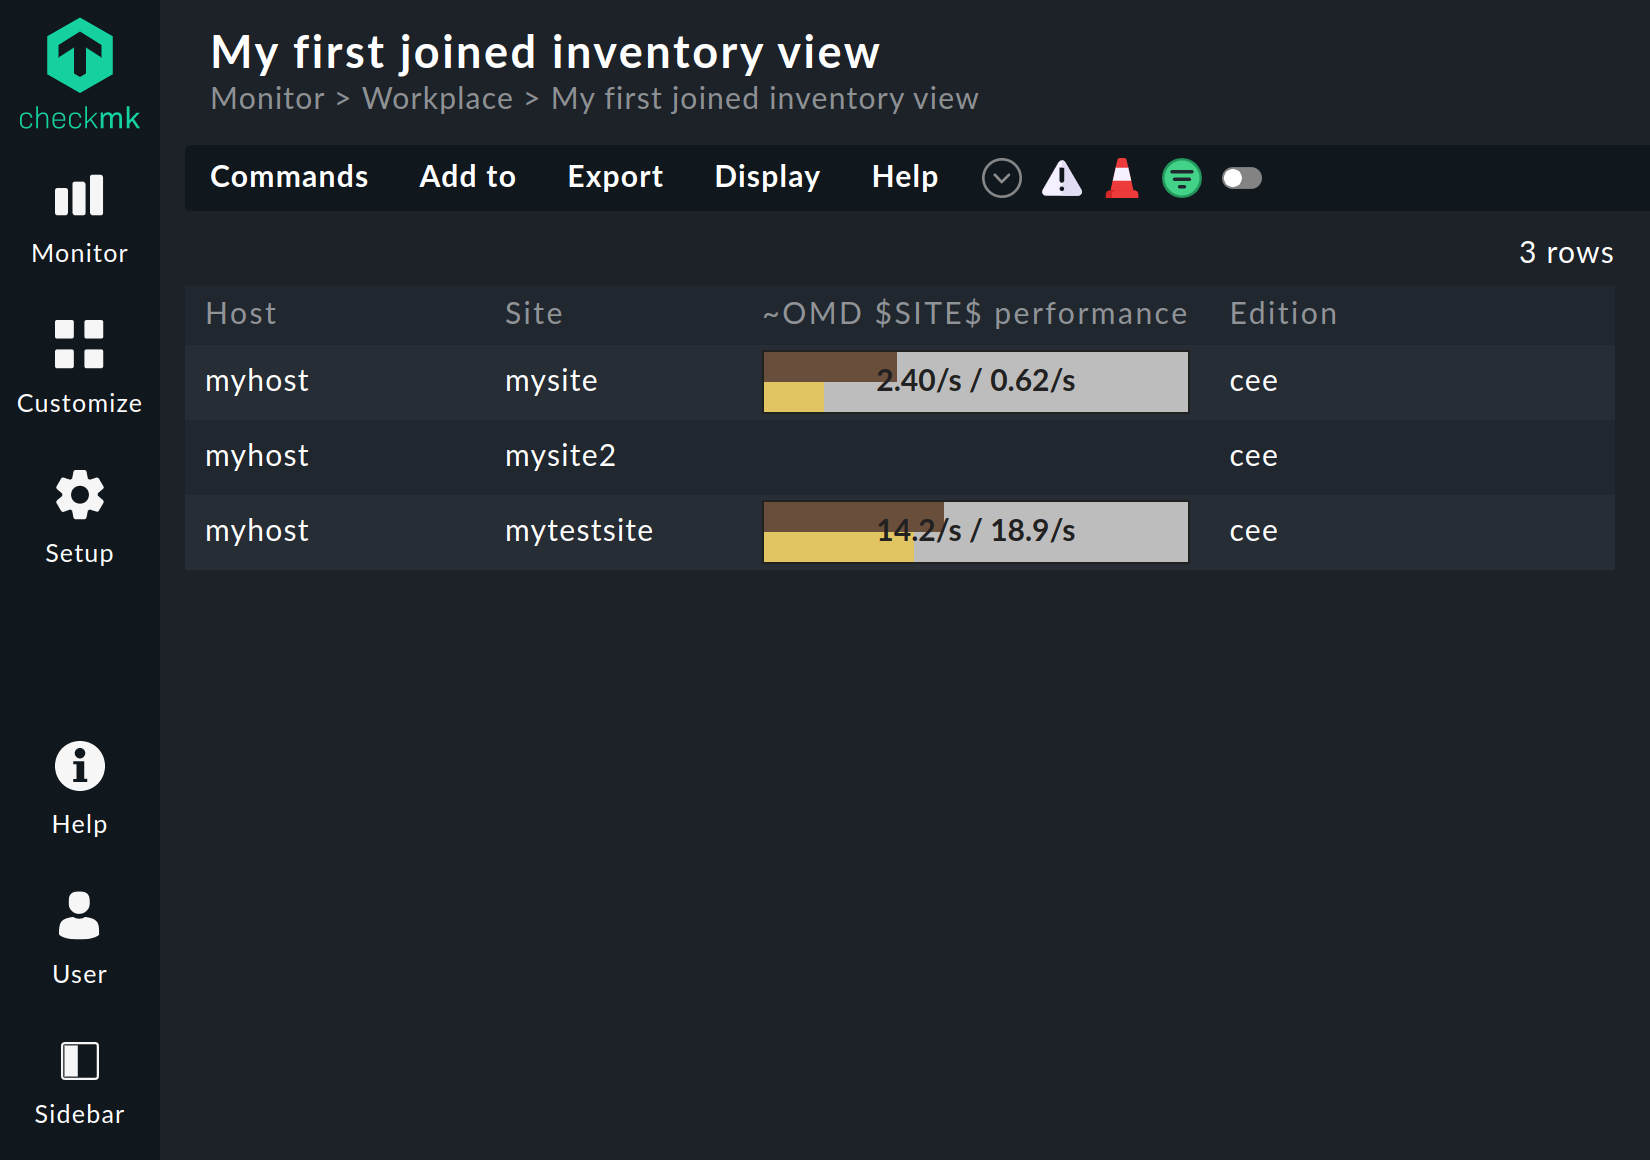 checkmk
Monitor
Customize
Setup
Help
User
Sidebar
My first joined inventory view
Monitor > Workplace > My first joined inventory view
Commands Add to Export Display Help
3 rows
Host Site ~OMD $SITE$ performance Edition
myhost mysite 2.40/s / 0.62/s cee
myhost mysite2 cee
myhost mytestsite 14.2/s / 18.9/s cee